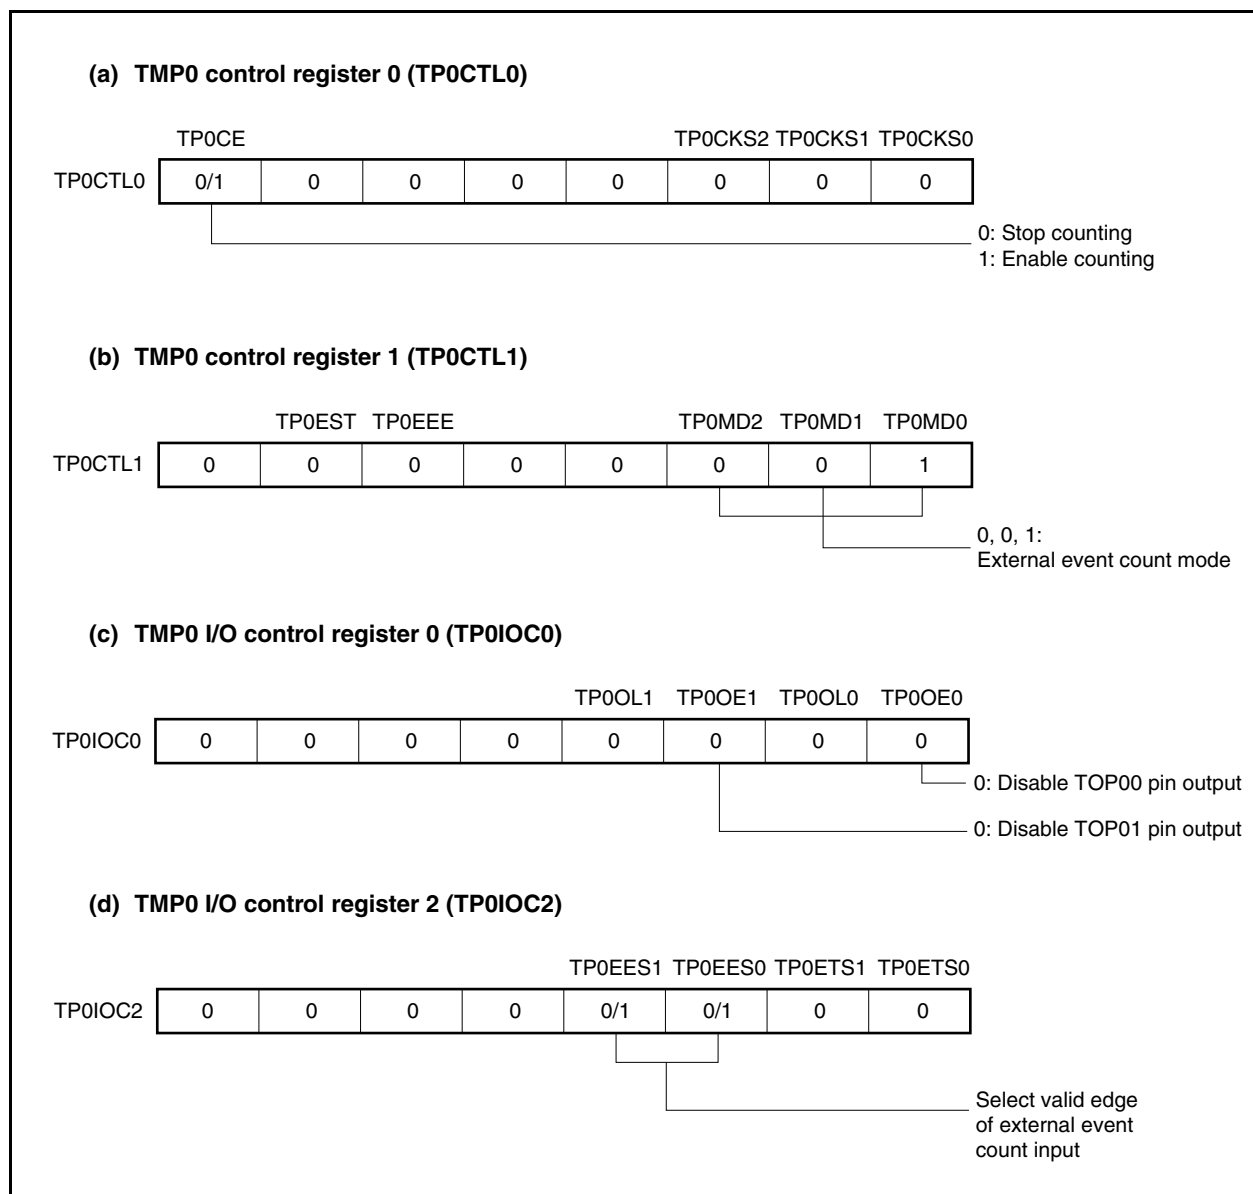 (a) TMP0 control register 0 (TP0CTL0)
TP0CE TP0CKS2 TP0CKS1 TP0CKS0
TP0CTL0 0/1 0 0 0 0 0 0 0
0: Stop counting
1: Enable counting
(b) TMP0 control register 1 (TP0CTL1)
TP0EST TP0EEE TP0MD2 TP0MD1 TP0MD0
TP0CTL1 0 0 0 0 0 0 0 1
0, 0, 1:
External event count mode
(c) TMP0 I/O control register 0 (TP0IOC0)
TP0OL1 TP0OE1 TP0OL0 TP0OE0
TP0IOC0 0 0 0 0 0 0 0 0
0: Disable TOP00 pin output
0: Disable TOP01 pin output
(d) TMP0 I/O control register 2 (TP0IOC2)
TP0EES1 TP0EES0 TP0ETS1 TP0ETS0
TP0IOC2 0 0 0 0 0/1 0/1 0 0
Select valid edge
of external event
count input